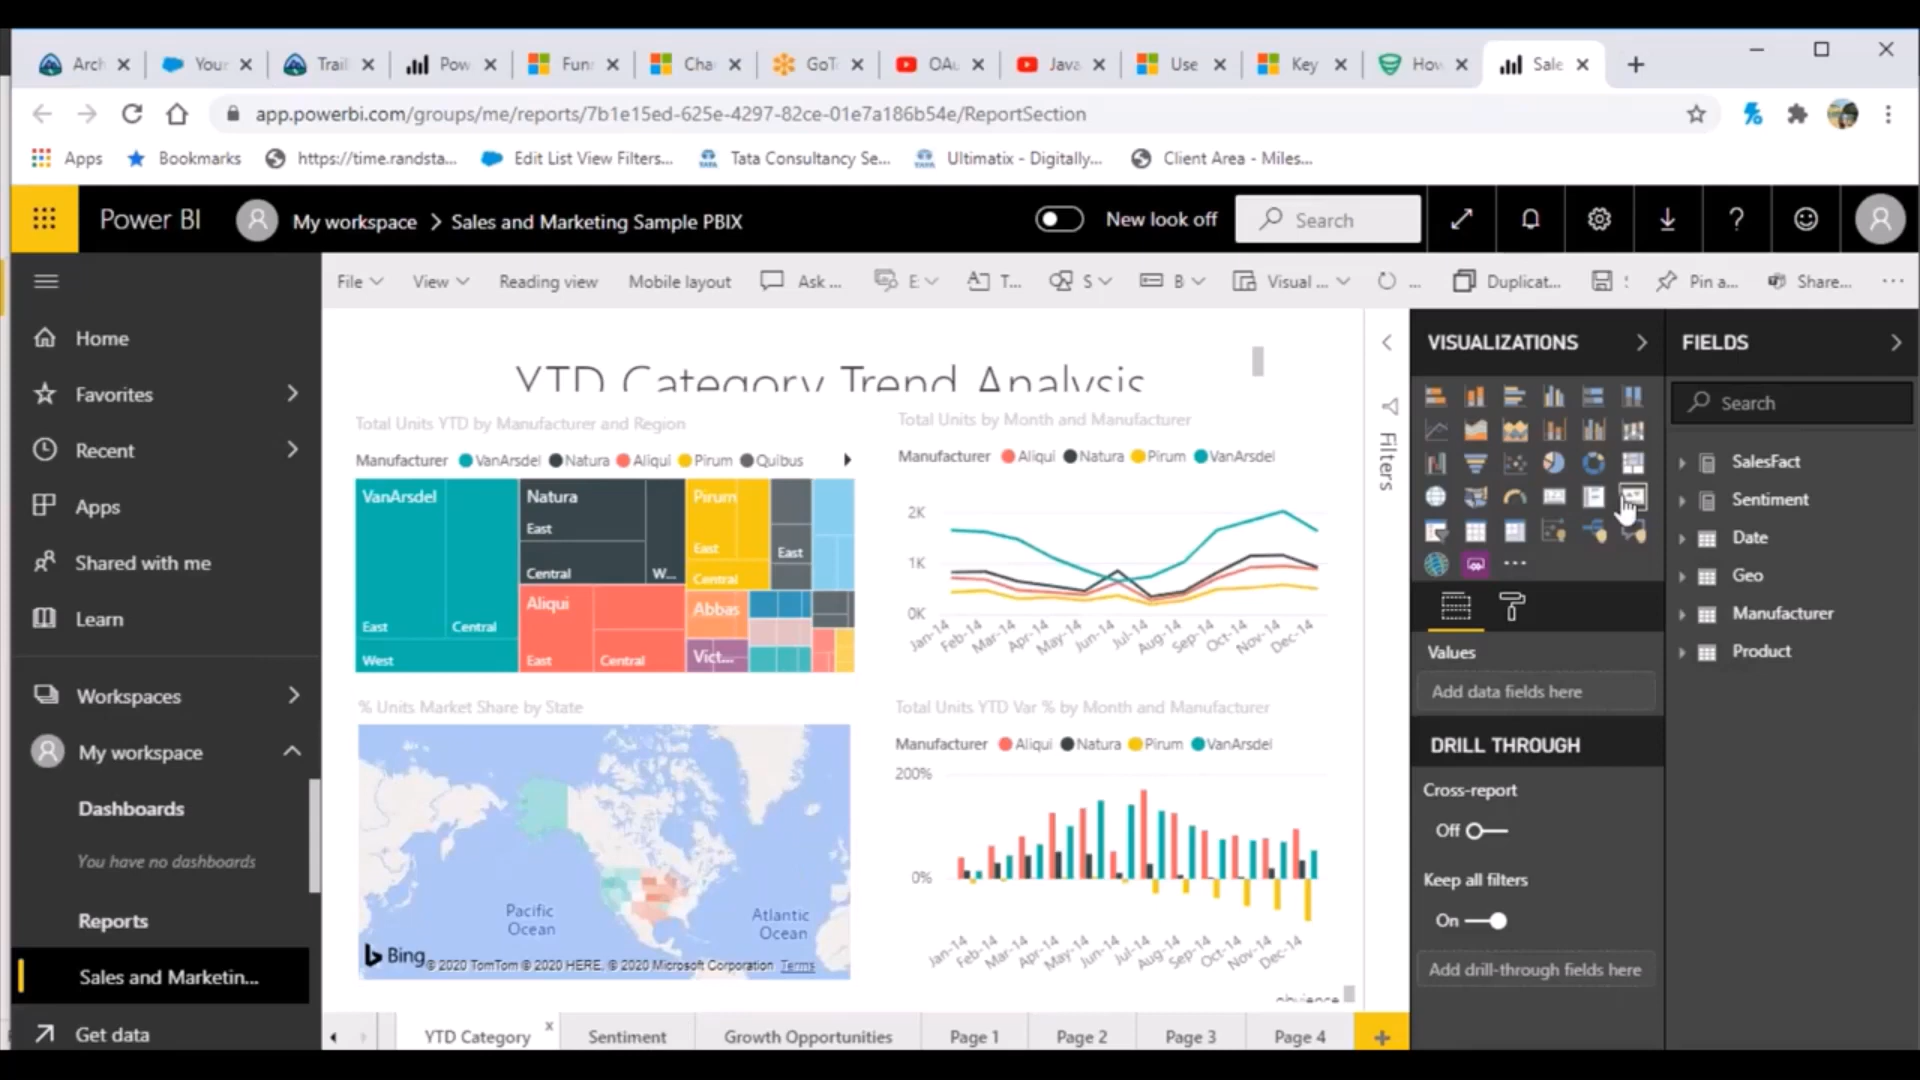 Arch
Your
Trail
Pow
Fun
Cha
GoT
OAu
Java
Use
Key
How
Sale
app.powerbi.com/groups/me/reports/7b1e15ed-625e-4297-82ce-01e7a186b54e/ReportSection
Apps
Bookmarks
https://time.randsta...
Edit List View Filters...
Tata Consultancy Se...
Ultimatix - Digitally...
Client Area - Miles...
Power BI
My workspace > Sales and Marketing Sample PBIX
New look off
Search
File
View
Reading view
Mobile layout
Ask ...
E
T...
S
B
Visual ...
...
Duplicat...
Pin a...
Share...
Home
Favorites
Recent
Apps
Shared with me
Learn
Workspaces
My workspace
Dashboards
You have no dashboards
Reports
Sales and Marketin...
Get data
YTD Category Trend Analysis
Total Units YTD by Manufacturer and Region
Manufacturer VanArsdel Natura Aliqui Pirum Quibus
VanArsdel
East
Central
West
Natura
East
Central
W...
Aliqui
East
Central
Pirum
East
Central
East
Abbas
Vict...
Total Units by Month and Manufacturer
Manufacturer Aliqui Natura Pirum VanArsdel
2K
1K
0K
Jan-14 Feb-14 Mar-14 Apr-14 May-14 Jun-14 Jul-14 Aug-14 Sep-14 Oct-14 Nov-14 Dec-14
% Units Market Share by State
Pacific
Ocean
Atlantic
Ocean
Bing
© 2020 TomTom © 2020 HERE, © 2020 Microsoft Corporation Terms
Total Units YTD Var % by Month and Manufacturer
Manufacturer Aliqui Natura Pirum VanArsdel
200%
0%
Jan-14 Feb-14 Mar-14 Apr-14 May-14 Jun-14 Jul-14 Aug-14 Sep-14 Oct-14 Nov-14 Dec-14
obvience
YTD Category
Sentiment
Growth Opportunities
Page 1
Page 2
Page 3
Page 4
Filters
VISUALIZATIONS
Values
Add data fields here
DRILL THROUGH
Cross-report
Off
Keep all filters
On
Add drill-through fields here
FIELDS
Search
SalesFact
Sentiment
Date
Geo
Manufacturer
Product